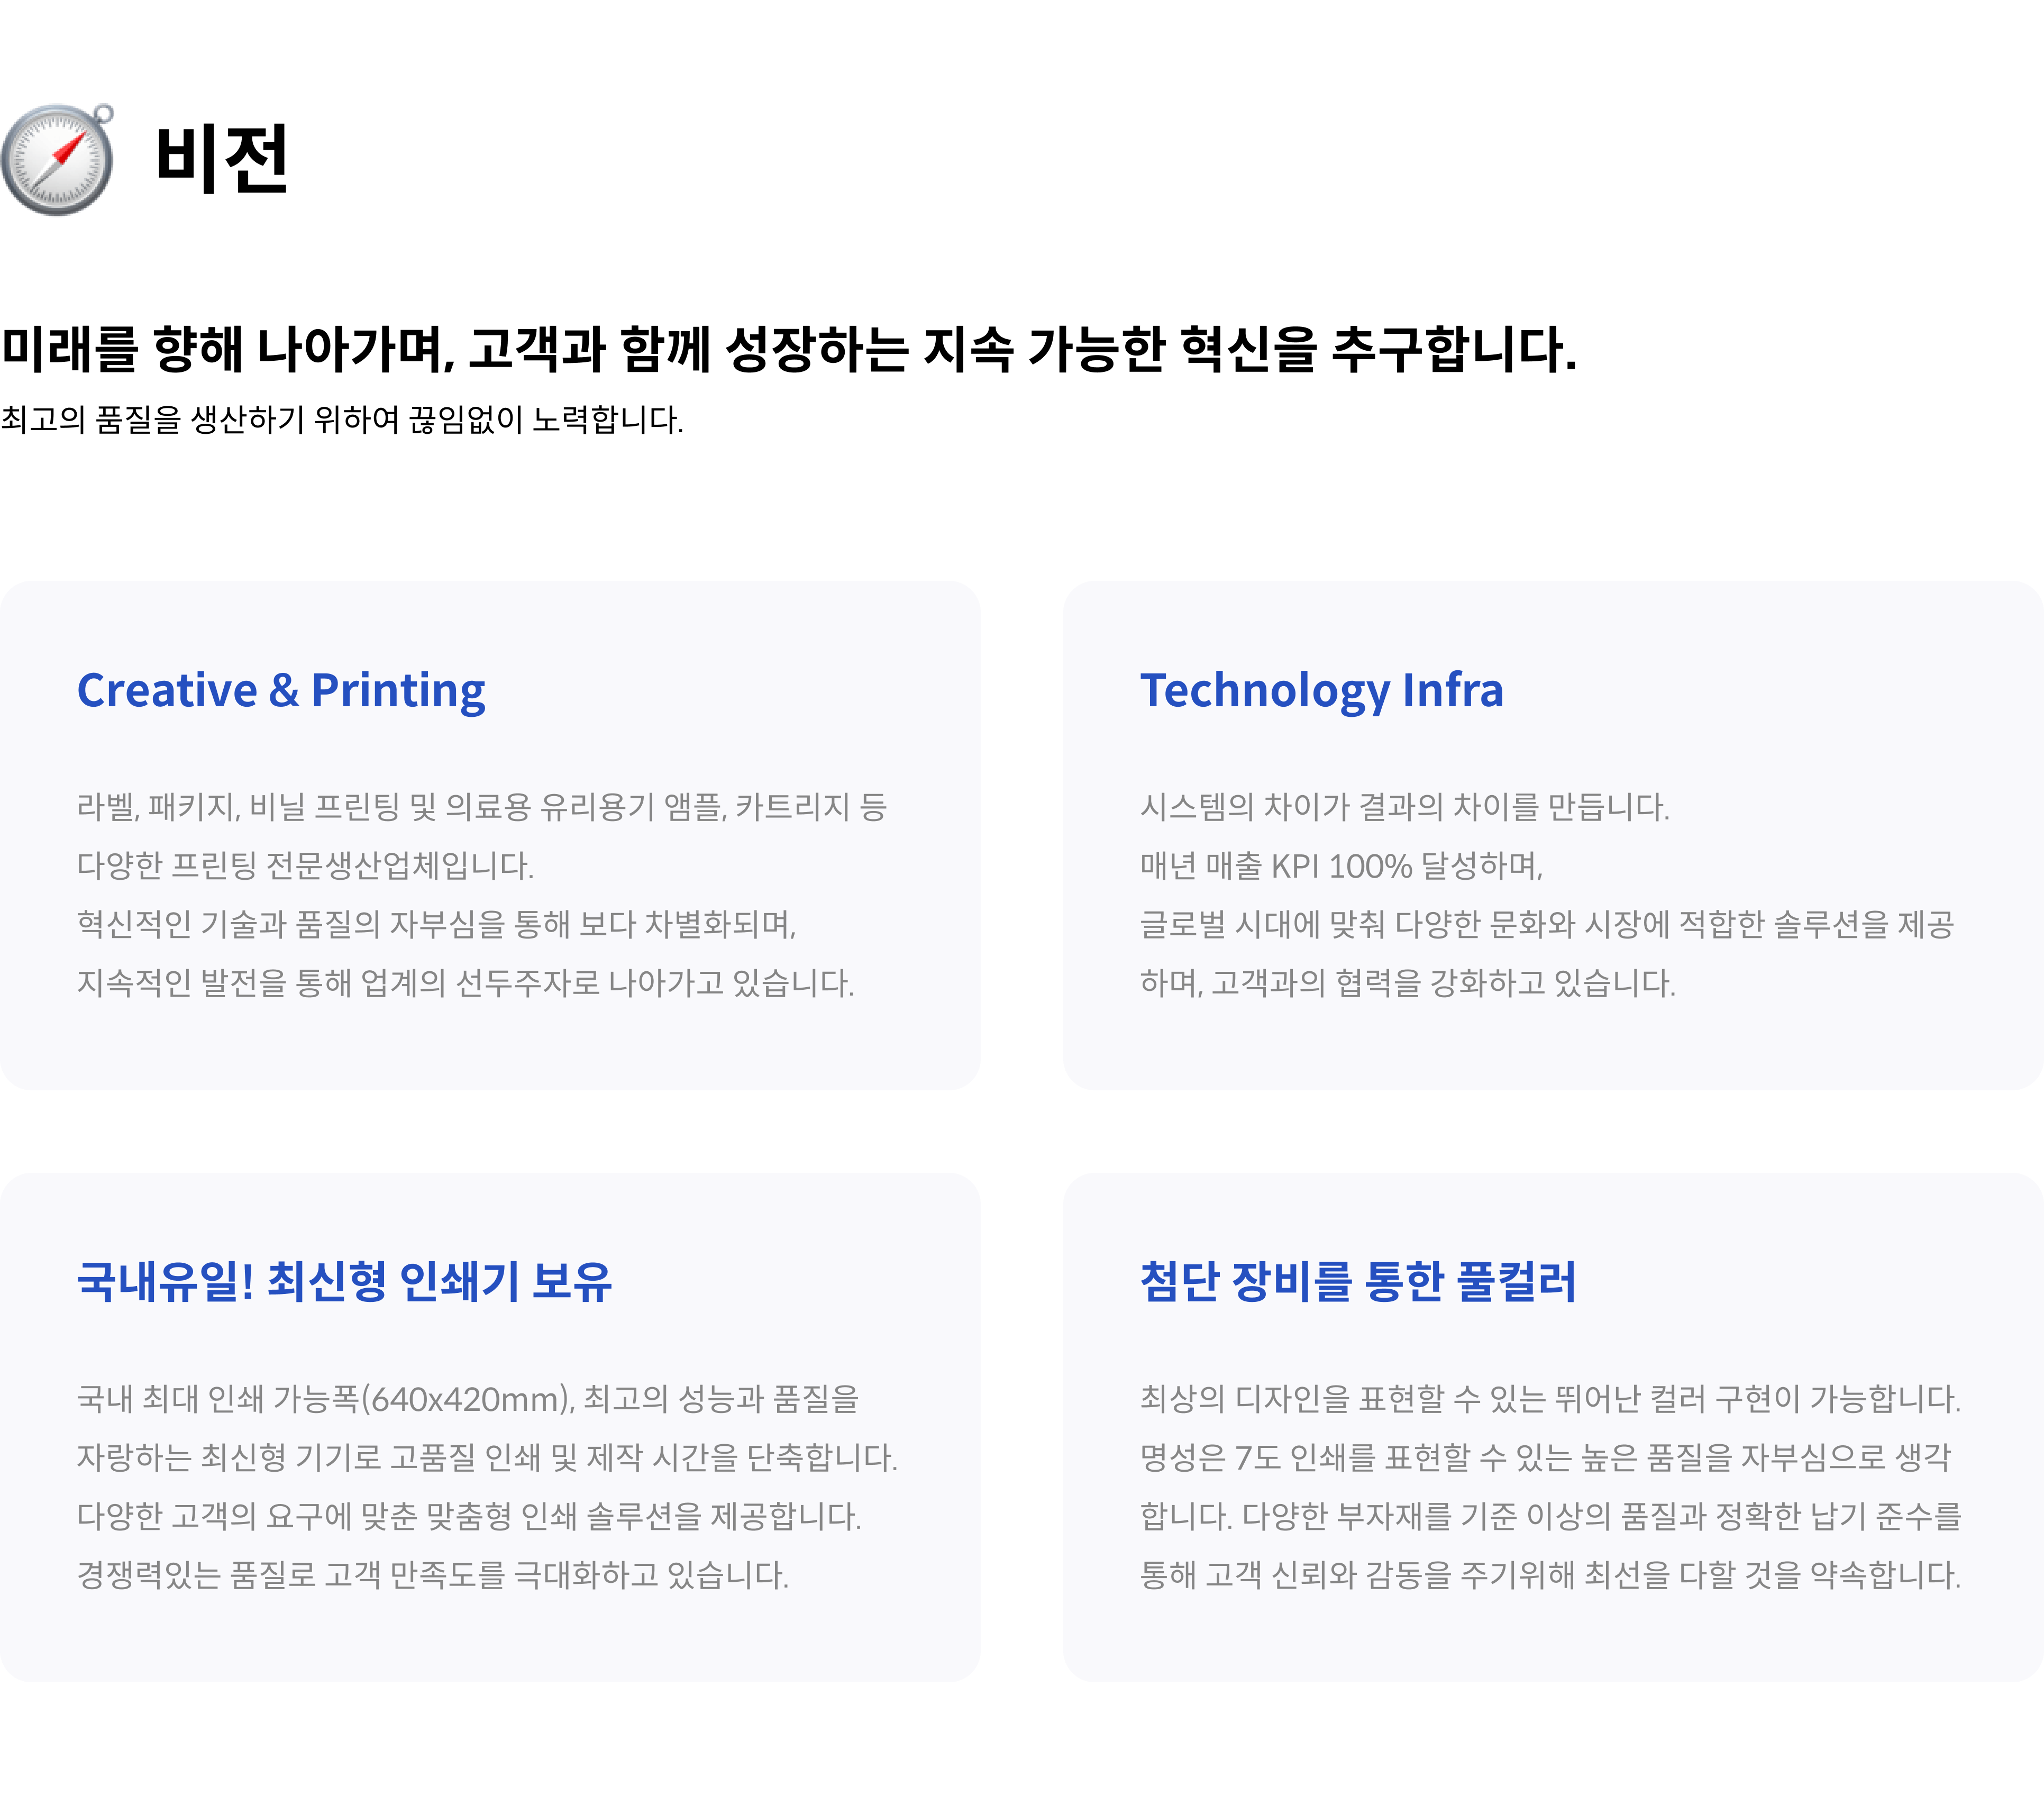 비전
미래를 향해 나아가며, 고객과 함께 성장하는 지속 가능한 혁신을 추구합니다.
최고의 품질을 생산하기 위하여 끊임없이 노력합니다.
Creative & Printing
라벨, 패키지, 비닐 프린팅 및 의료용 유리용기 앰플, 카트리지 등
다양한 프린팅 전문생산업체입니다.
혁신적인 기술과 품질의 자부심을 통해 보다 차별화되며,
지속적인 발전을 통해 업계의 선두주자로 나아가고 있습니다.
Technology Infra
시스템의 차이가 결과의 차이를 만듭니다.
매년 매출 KPI 100% 달성하며,
글로벌 시대에 맞춰 다양한 문화와 시장에 적합한 솔루션을 제공
하며, 고객과의 협력을 강화하고 있습니다.
국내유일! 최신형 인쇄기 보유
국내 최대 인쇄 가능폭(640x420mm), 최고의 성능과 품질을
자랑하는 최신형 기기로 고품질 인쇄 및 제작 시간을 단축합니다.
다양한 고객의 요구에 맞춘 맞춤형 인쇄 솔루션을 제공합니다.
경쟁력있는 품질로 고객 만족도를 극대화하고 있습니다.
첨단 장비를 통한 풀컬러
최상의 디자인을 표현할 수 있는 뛰어난 컬러 구현이 가능합니다.
명성은 7도 인쇄를 표현할 수 있는 높은 품질을 자부심으로 생각
합니다. 다양한 부자재를 기준 이상의 품질과 정확한 납기 준수를
통해 고객 신뢰와 감동을 주기위해 최선을 다할 것을 약속합니다.